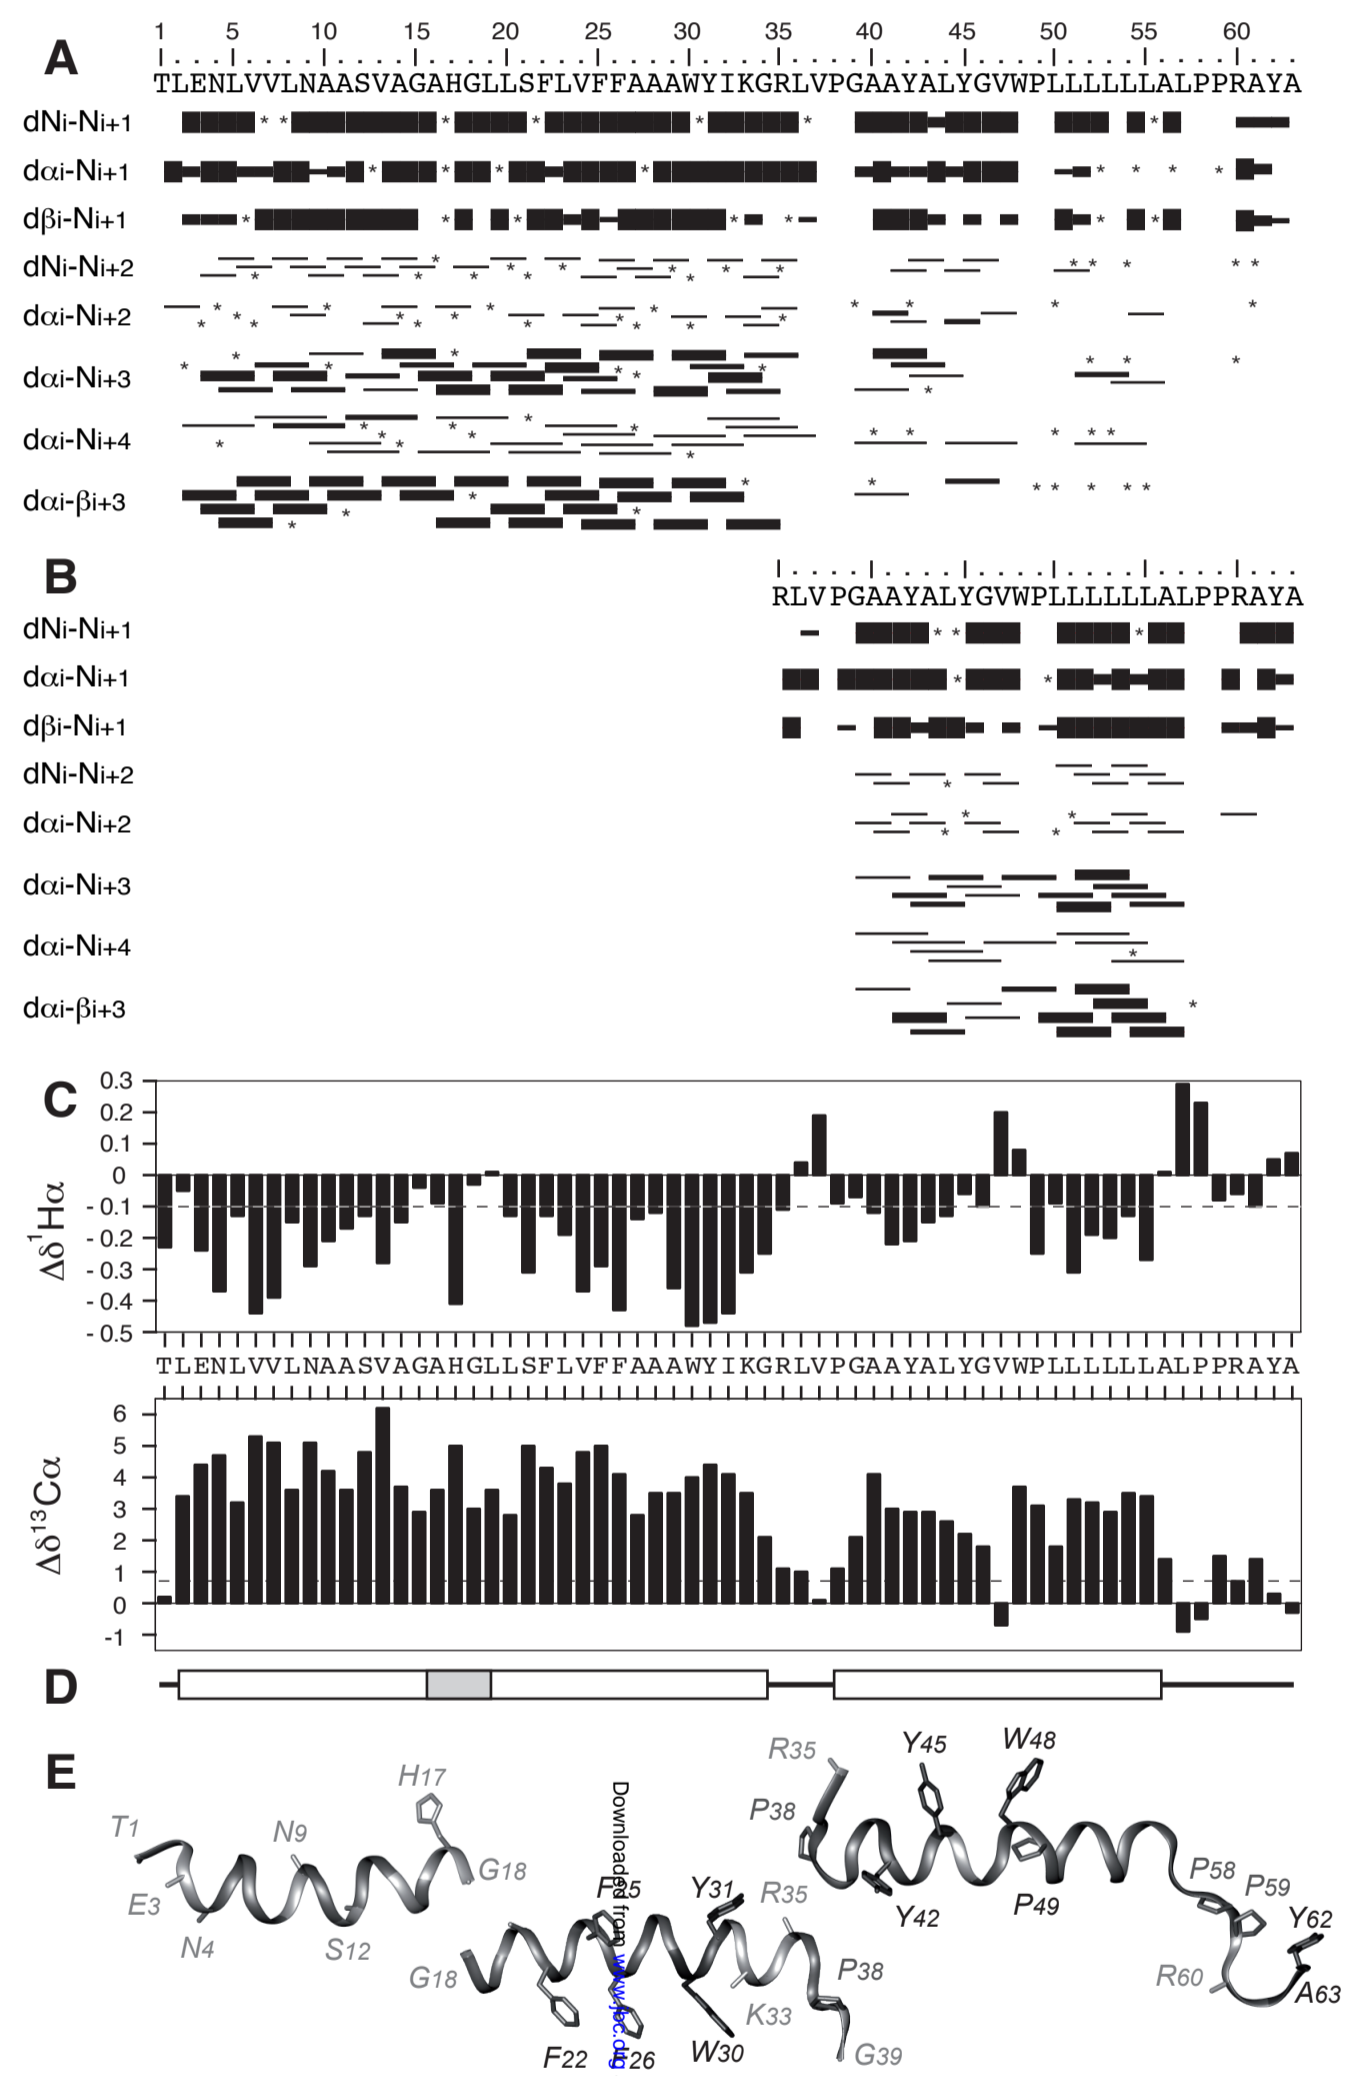 1 5 10 15 20 25 30 35 40 45 50 55 60
A
TLENLVVLNAASVAGAHGLLSFLVFFAAAWYIKGRLVPGAAYALYGVWPLLLLLLALPPRAYA
dNi-Ni+1
dαi-Ni+1
dβi-Ni+1
dNi-Ni+2
dαi-Ni+2
dαi-Ni+3
dαi-Ni+4
dαi-βi+3
B
RLVPGAAYALYGVWPLLLLLLALPPRAYA
dNi-Ni+1
dαi-Ni+1
dβi-Ni+1
dNi-Ni+2
dαi-Ni+2
dαi-Ni+3
dαi-Ni+4
dαi-βi+3
C
Δδ¹Hα
0.3
0.2
0.1
0
-0.1
-0.2
-0.3
-0.4
-0.5
TLENLVVLNAASVAGAHGLLSFLVFFAAAWYIKGRLVPGAAYALYGVWPLLLLLLALPPRAYA
Δδ¹³Cα
6
5
4
3
2
1
0
-1
D
E
T1
E3
N4
N9
S12
H17
G18
G18
F22
F25
F26
W30
Y31
K33
R35
P38
G39
R35
P38
Y42
Y45
W48
P49
P58
P59
R60
Y62
A63
Downloaded from www.jbc.org